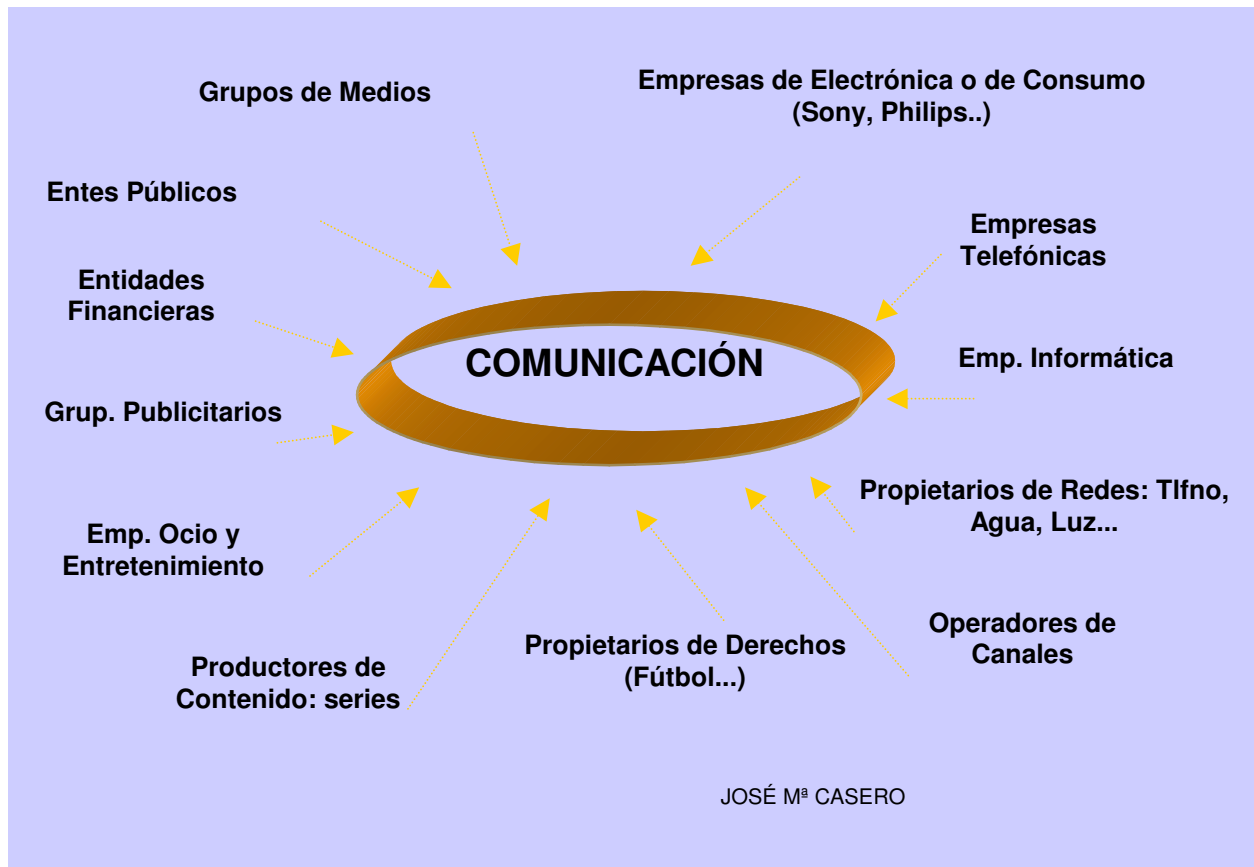 Grupos de Medios
Empresas de Electrónica o de Consumo
(Sony, Philips..)
Entes Públicos
Empresas
Telefónicas
Entidades
Financieras
COMUNICACIÓN
Emp. Informática
Grup. Publicitarios
Propietarios de Redes: Tlfno,
Agua, Luz...
Emp. Ocio y
Entretenimiento
Operadores de
Canales
Propietarios de Derechos
(Fútbol...)
Productores de
Contenido: series
JOSÉ Mª CASERO